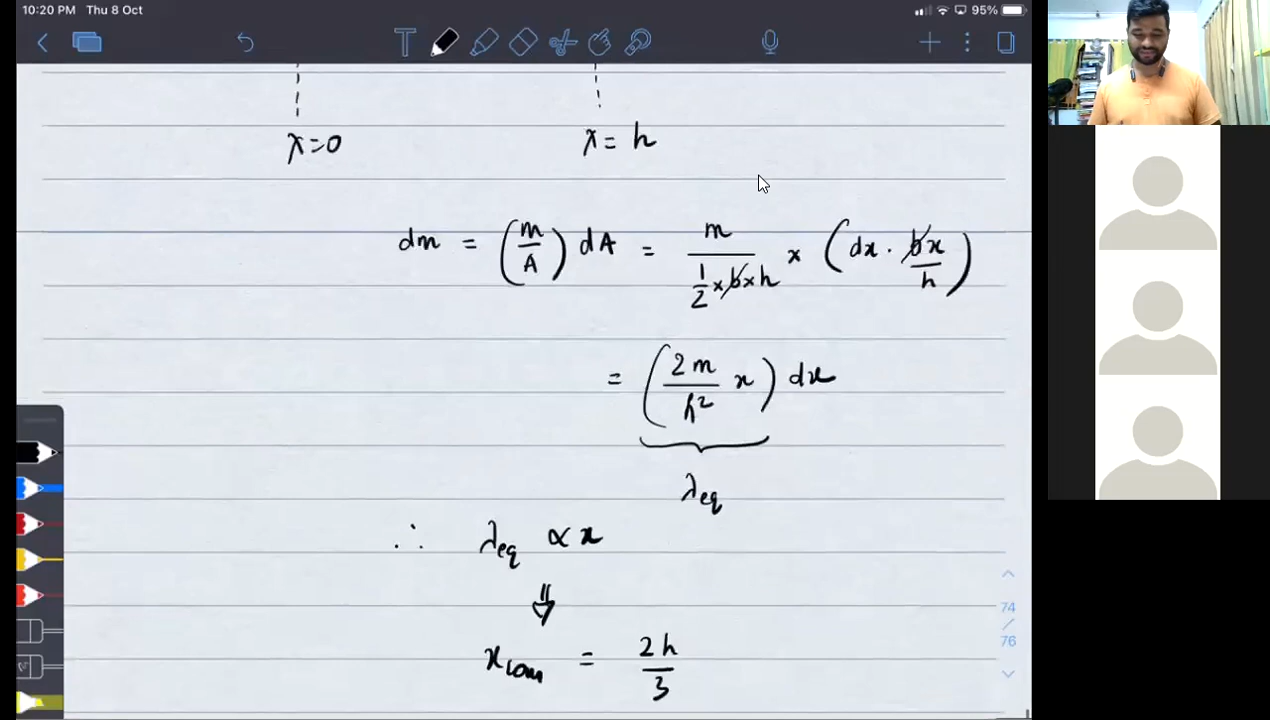 10:20 PM Thu 8 Oct 95%
x=0 x= h
dm = (m/A) dA = m/(1/2 × b × h) × (dx · bx/h)
= (2m/h² x) dx
λeq
∴ λeq ∝ x
⇓
xcom = 2h/3
74
/
76